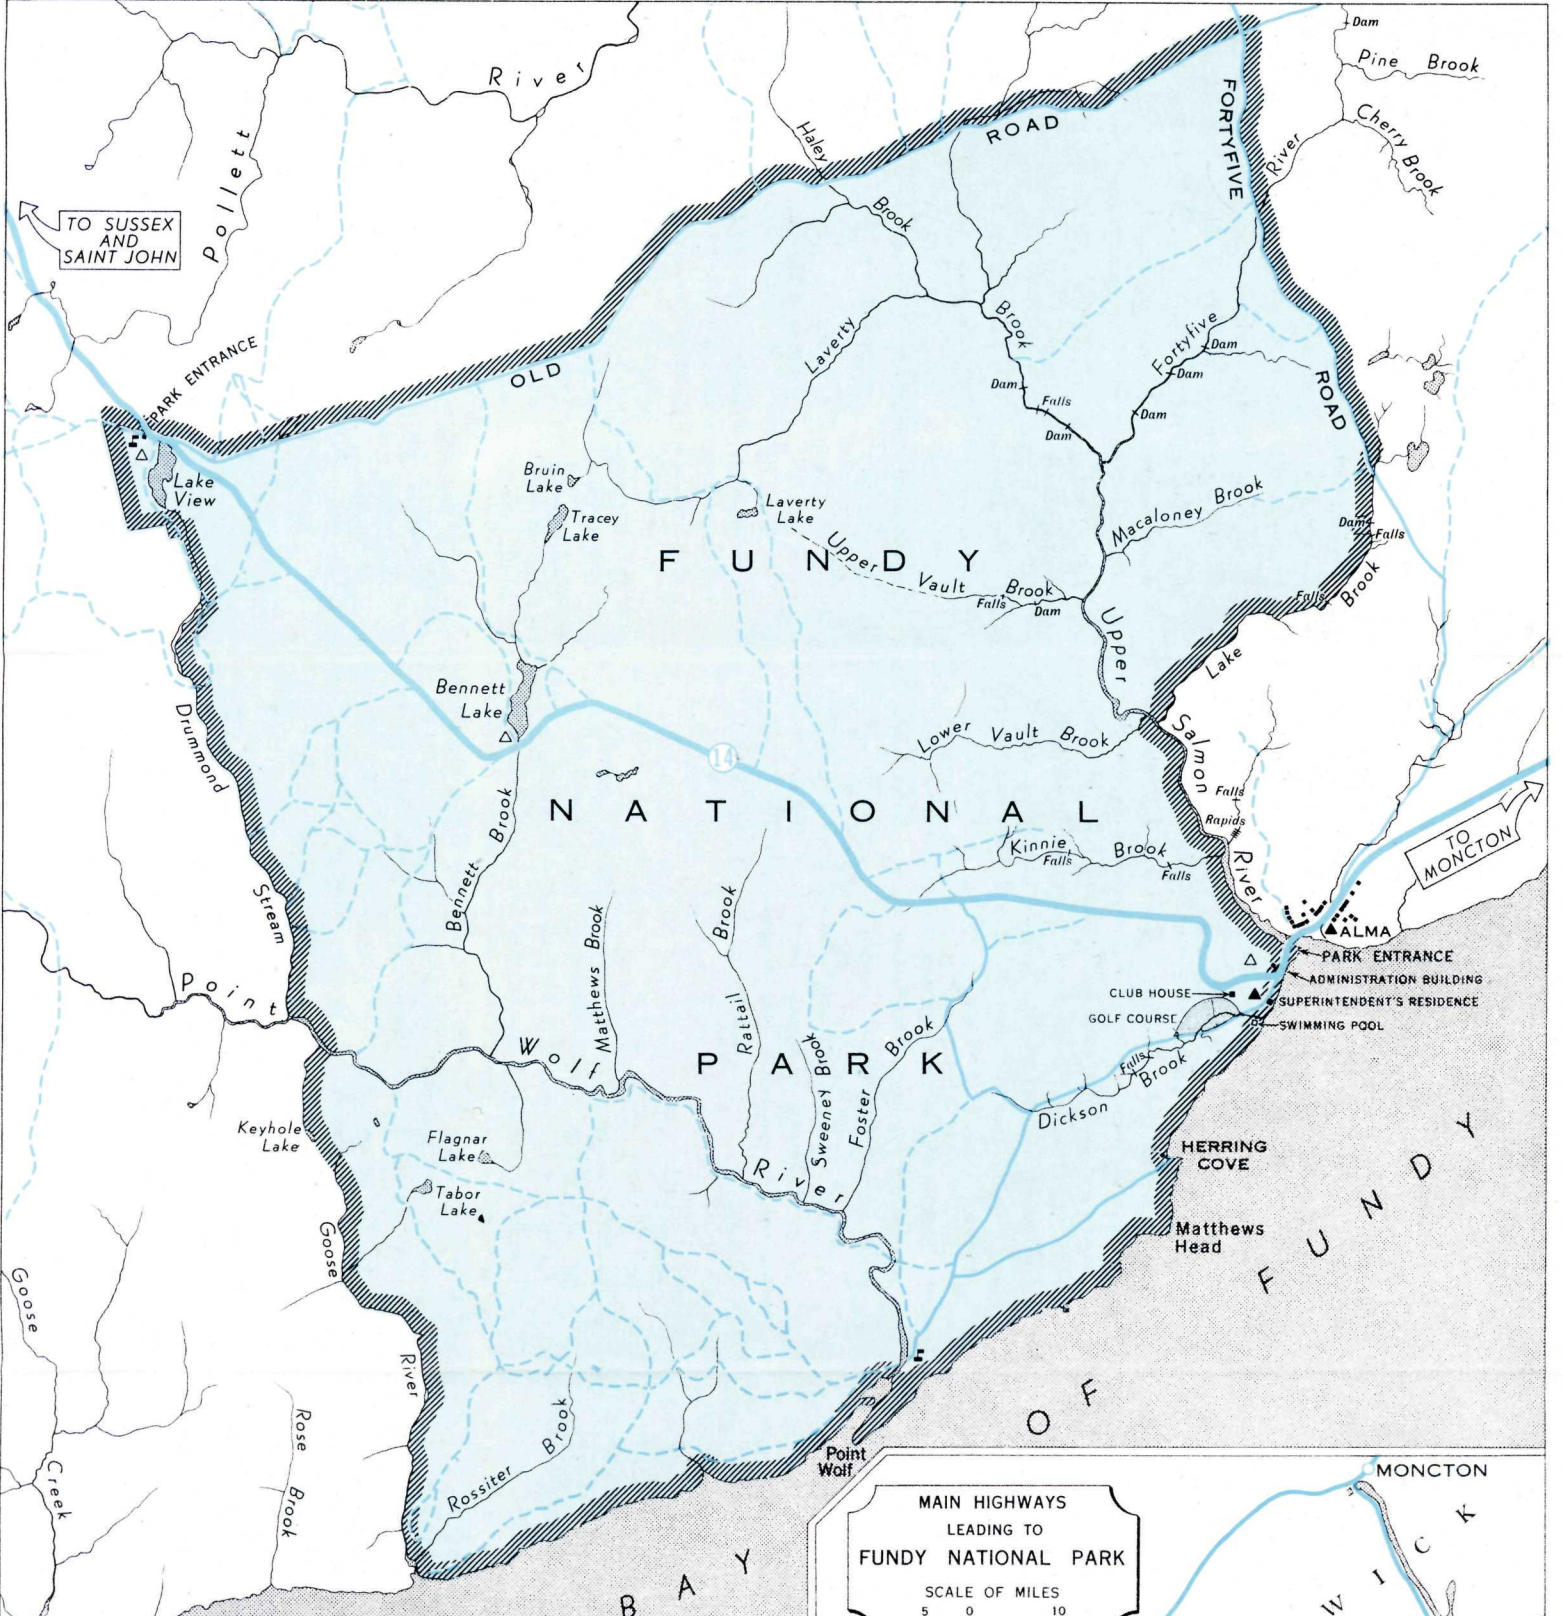 Dam
Pine Brook
River
Pollett
Haley
Brook
ROAD
FORTYFIVE
River
Cherry Brook
TO SUSSEX
AND
SAINT JOHN
PARK ENTRANCE
OLD
Laverty
Brook
Fortyfive
Dam
Dam
Dam
Falls
Dam
Dam
ROAD
Lake
View
Bruin
Lake
Tracey
Lake
Laverty
Lake
Macaloney Brook
Dam
Falls
Upper Vault Brook
Falls
Dam
Falls
Brook
Lake
FUNDY
Upper
Salmon
River
Bennett
Lake
Drummond
Stream
Lower Vault Brook
14
NATIONAL
Falls
Rapids
Kinnie Brook
Falls
Falls
TO
MONCTON
Bennett Brook
Matthews Brook
Rattail Brook
ALMA
PARK ENTRANCE
ADMINISTRATION BUILDING
CLUB HOUSE
SUPERINTENDENT'S RESIDENCE
GOLF COURSE
SWIMMING POOL
Point Wolf River
PARK
Sweeney Brook
Foster Brook
Falls
Dickson Brook
Keyhole
Lake
Flagnar
Lake
Tabor
Lake
HERRING
COVE
Matthews
Head
Goose
River
Goose
Creek
Rose
Brook
Rossiter Brook
Point
Wolf
BAY OF FUNDY
MONCTON
MAIN HIGHWAYS
LEADING TO
FUNDY NATIONAL PARK
SCALE OF MILES
5 0 10
WICK